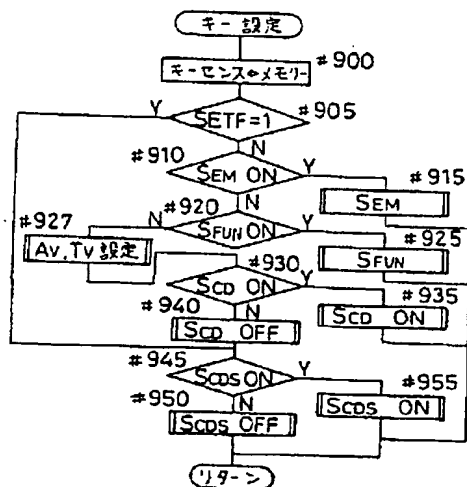 キー設定
#900
キーセンス⇔メモリー
#905
Y
SETF=1
N
#910
SEM ON
Y
#915
SEM
N
#920
#927
N
SFUN ON
Y
#925
AV,TV 設定
SFUN
#930
SCD ON
Y
#935
#940
N
SCD ON
SCD OFF
#945
SCDS ON
Y
#955
#950
N
SCDS ON
SCDS OFF
リターン